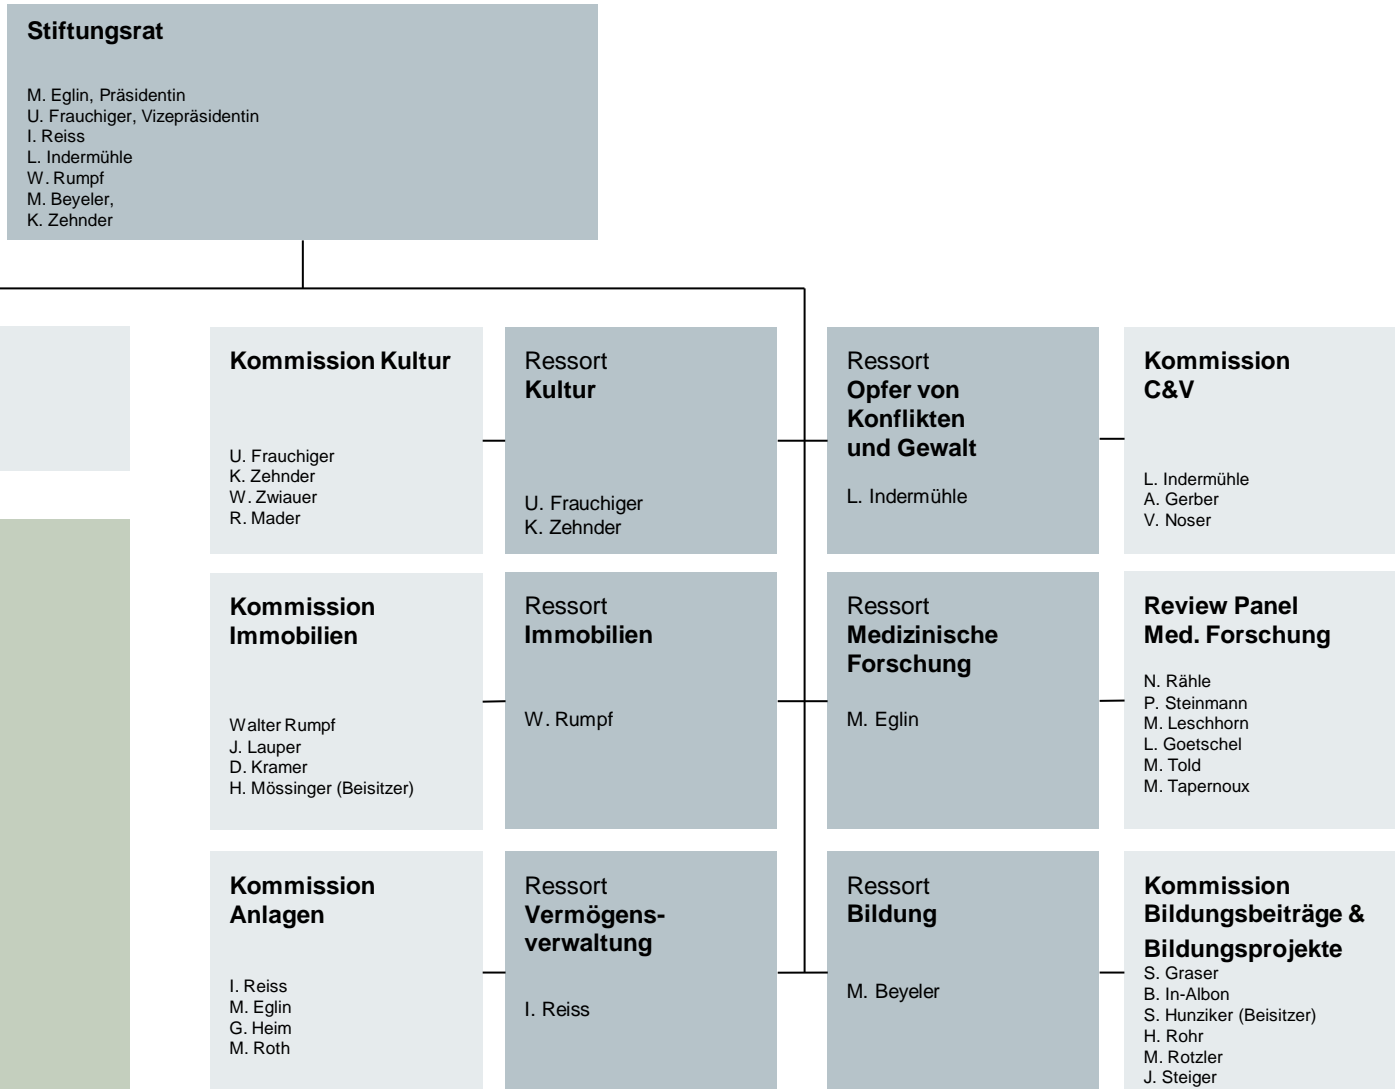 Stiftungsrat
M. Eglin, Präsidentin
U. Frauchiger, Vizepräsidentin
I. Reiss
L. Indermühle
W. Rumpf
M. Beyeler,
K. Zehnder
Kommission Kultur
U. Frauchiger
K. Zehnder
W. Zwiauer
R. Mader
Ressort
Kultur
U. Frauchiger
K. Zehnder
Ressort
Opfer von
Konflikten
und Gewalt
L. Indermühle
Kommission
C&V
L. Indermühle
A. Gerber
V. Noser
Kommission
Immobilien
Walter Rumpf
J. Lauper
D. Kramer
H. Mössinger (Beisitzer)
Ressort
Immobilien
W. Rumpf
Ressort
Medizinische
Forschung
M. Eglin
Review Panel
Med. Forschung
N. Rähle
P. Steinmann
M. Leschhorn
L. Goetschel
M. Told
M. Tapernoux
Kommission
Anlagen
I. Reiss
M. Eglin
G. Heim
M. Roth
Ressort
Vermögens-
verwaltung
I. Reiss
Ressort
Bildung
M. Beyeler
Kommission
Bildungsbeiträge &
Bildungsprojekte
S. Graser
B. In-Albon
S. Hunziker (Beisitzer)
H. Rohr
M. Rotzler
J. Steiger